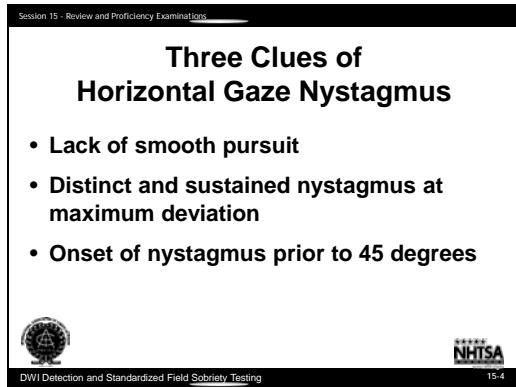 Session 15 - Review and Proficiency Examinations
Three Clues of
Horizontal Gaze Nystagmus
• Lack of smooth pursuit
• Distinct and sustained nystagmus at
maximum deviation
• Onset of nystagmus prior to 45 degrees
NHTSA
DWI Detection and Standardized Field Sobriety Testing
15-4